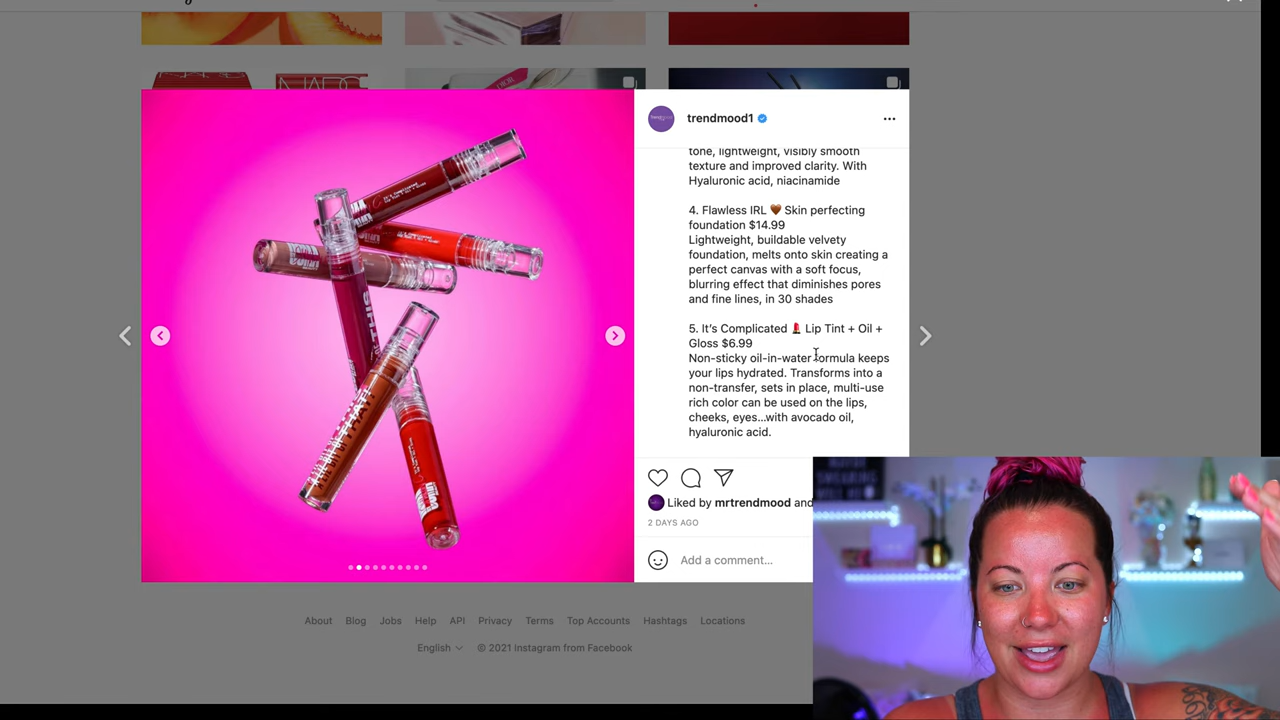 NARS
trendmood1
tone, lightweight, visibly smooth
texture and improved clarity. With
Hyaluronic acid, niacinamide
4. Flawless IRL 🤎 Skin perfecting
foundation $14.99
Lightweight, buildable velvety
foundation, melts onto skin creating a
perfect canvas with a soft focus,
blurring effect that diminishes pores
and fine lines, in 30 shades
5. It's Complicated 💄 Lip Tint + Oil +
Gloss $6.99
Non-sticky oil-in-water formula keeps
your lips hydrated. Transforms into a
non-transfer, sets in place, multi-use
rich color can be used on the lips,
cheeks, eyes...with avocado oil,
hyaluronic acid.
Liked by mrtrendmood and
2 DAYS AGO
Add a comment...
About Blog Jobs Help API Privacy Terms Top Accounts Hashtags Locations
English © 2021 Instagram from Facebook